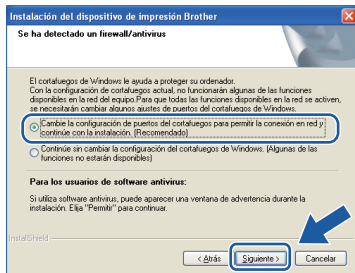 Instalación del dispositivo de impresión Brother
Se ha detectado un firewall/antivirus
El cortafuegos de Windows le ayuda a proteger su ordenador.
Con la configuración de cortafuegos actual, no funcionarán algunas de las funciones
disponibles en la red del equipo.Para que todas las funciones disponibles en la red se activen,
se necesitarán cambiar algunos ajustes de puertos del cortafuegos de Windows.
Cambie la configuración de puertos del cortafuegos para permitir la conexión en red y
continúe con la instalación. (Recomendado)
Continúe sin cambiar la configuración del cortafuegos de Windows. (Algunas de las
funciones no estarán disponibles)
Para los usuarios de software antivirus:
Si utiliza software antivirus, puede aparecer una ventana de advertencia durante la
instalación. Elija "Permitir" para continuar.
InstallShield
< Atrás
Siguiente >
Cancelar